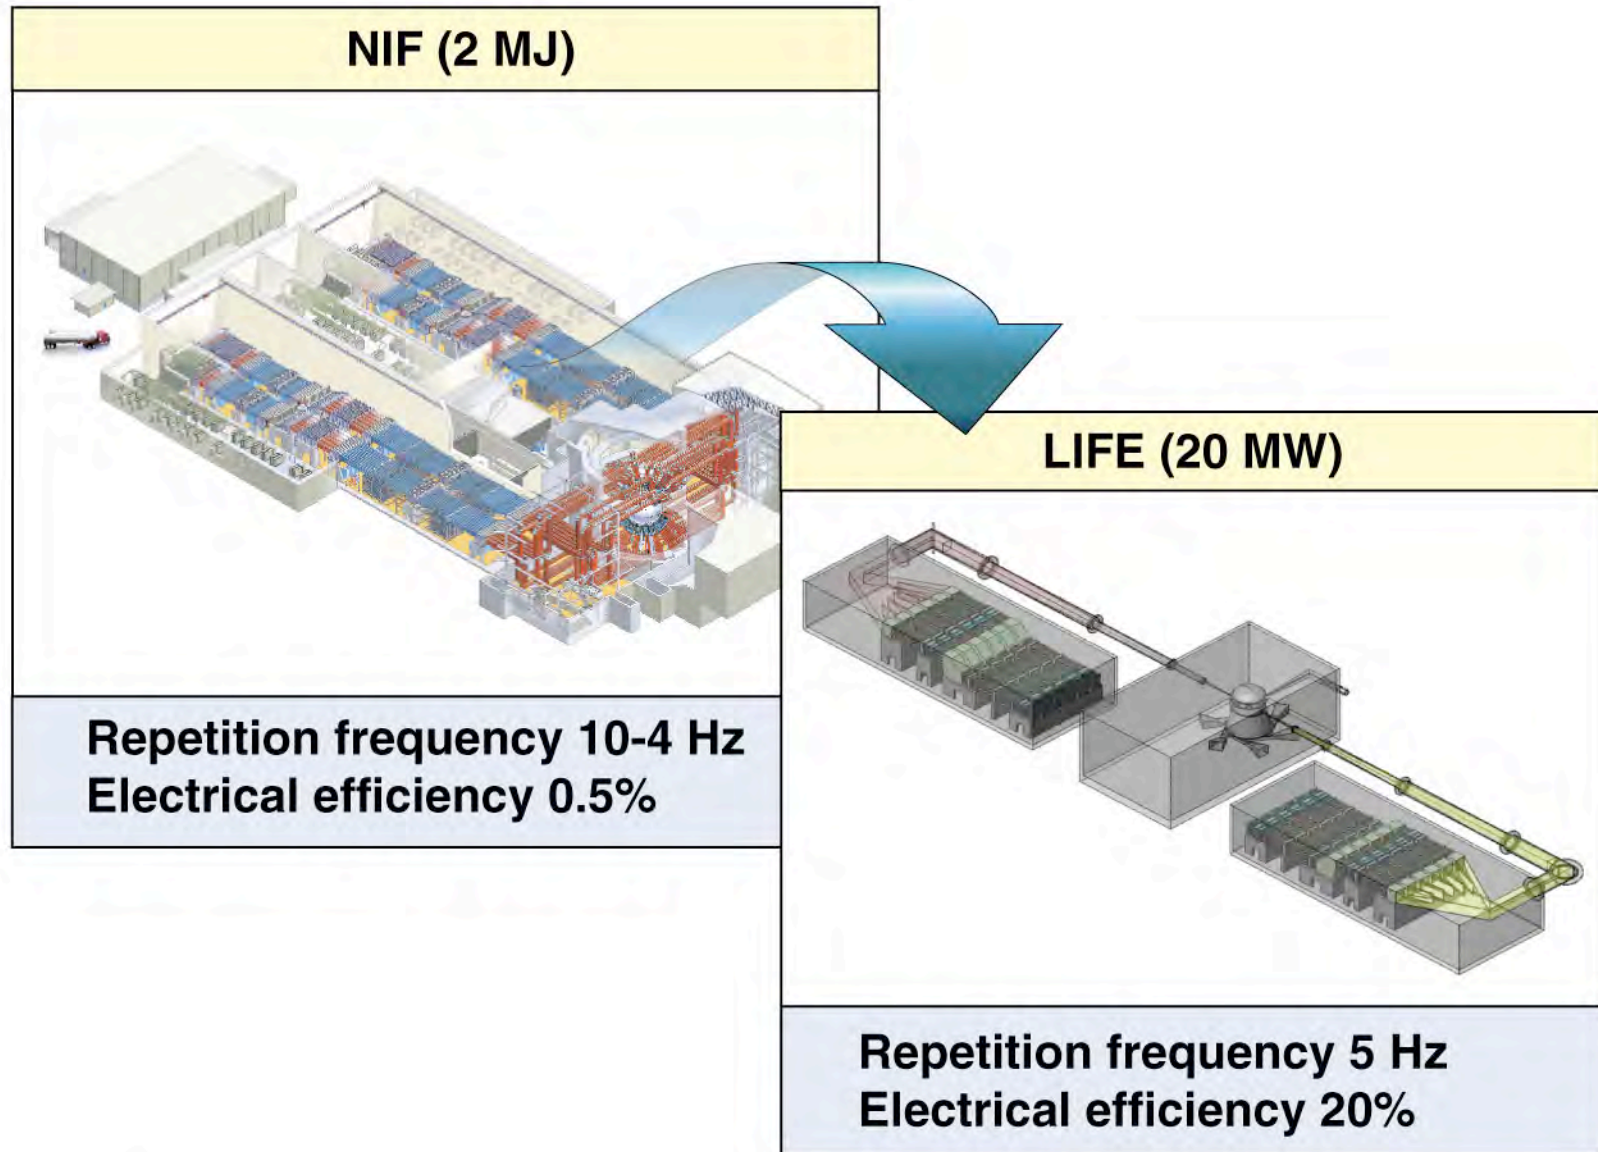 NIF (2 MJ)
Repetition frequency 10-4 Hz
Electrical efficiency 0.5%
LIFE (20 MW)
Repetition frequency 5 Hz
Electrical efficiency 20%